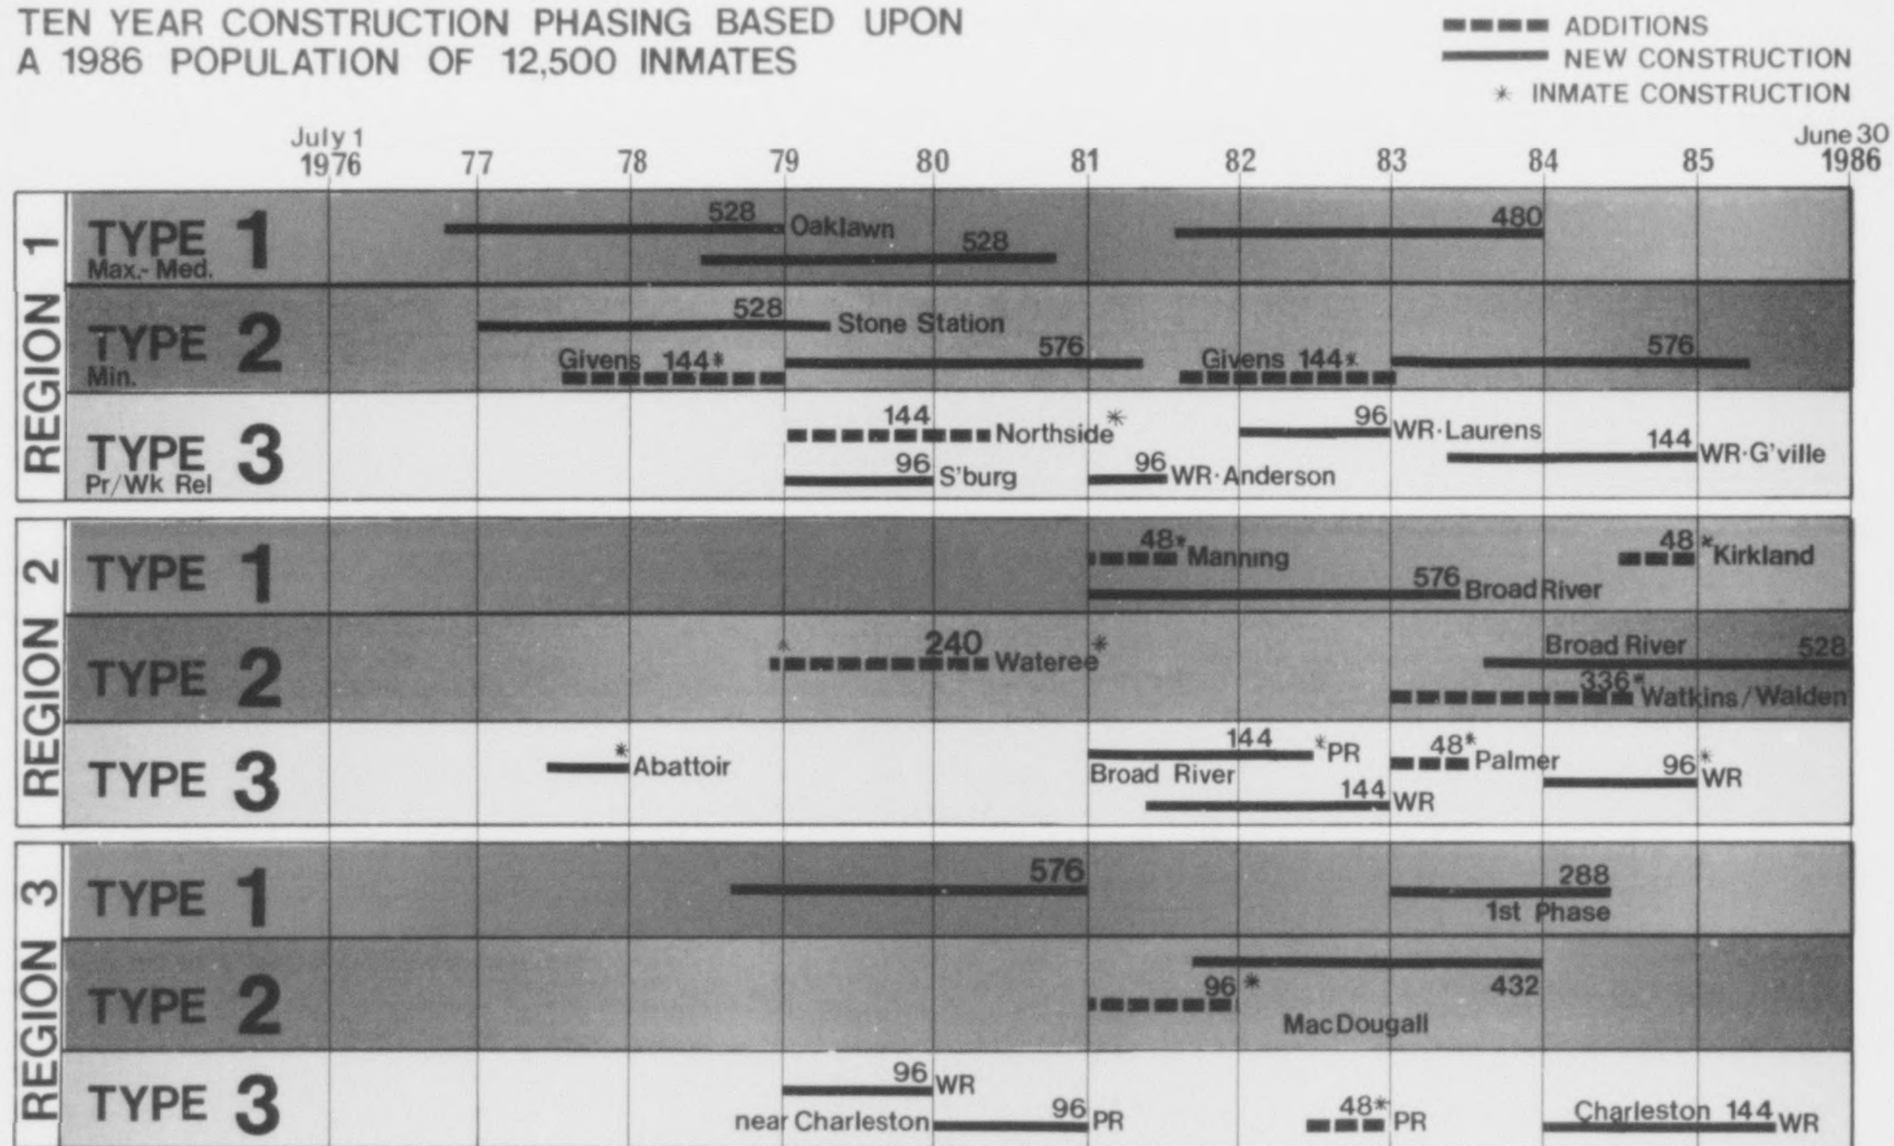 TEN YEAR CONSTRUCTION PHASING BASED UPON
A 1986 POPULATION OF 12,500 INMATES
ADDITIONS
NEW CONSTRUCTION
* INMATE CONSTRUCTION
July 1
1976 77 78 79 80 81 82 83 84 85
June 30
1986
REGION 1
TYPE 1
Max.- Med.
528 Oaklawn
528
480
TYPE 2
Min.
528 Stone Station
Givens 144*
576
Givens 144*
576
TYPE 3
Pr/Wk Rel
144 Northside*
96 S'burg
96 WR·Anderson
96 WR·Laurens
144 WR·G'ville
REGION 2
TYPE 1
48* Manning
576 Broad River
48 *Kirkland
TYPE 2
* 240 Wateree*
Broad River 528
336* Watkins/Walden
TYPE 3
* Abattoir
144 *PR
Broad River
144 WR
48* Palmer
96 * WR
REGION 3
TYPE 1
576
288
1st Phase
TYPE 2
96 *
432
MacDougall
TYPE 3
96 WR
near Charleston 96 PR
48* PR
Charleston 144 WR